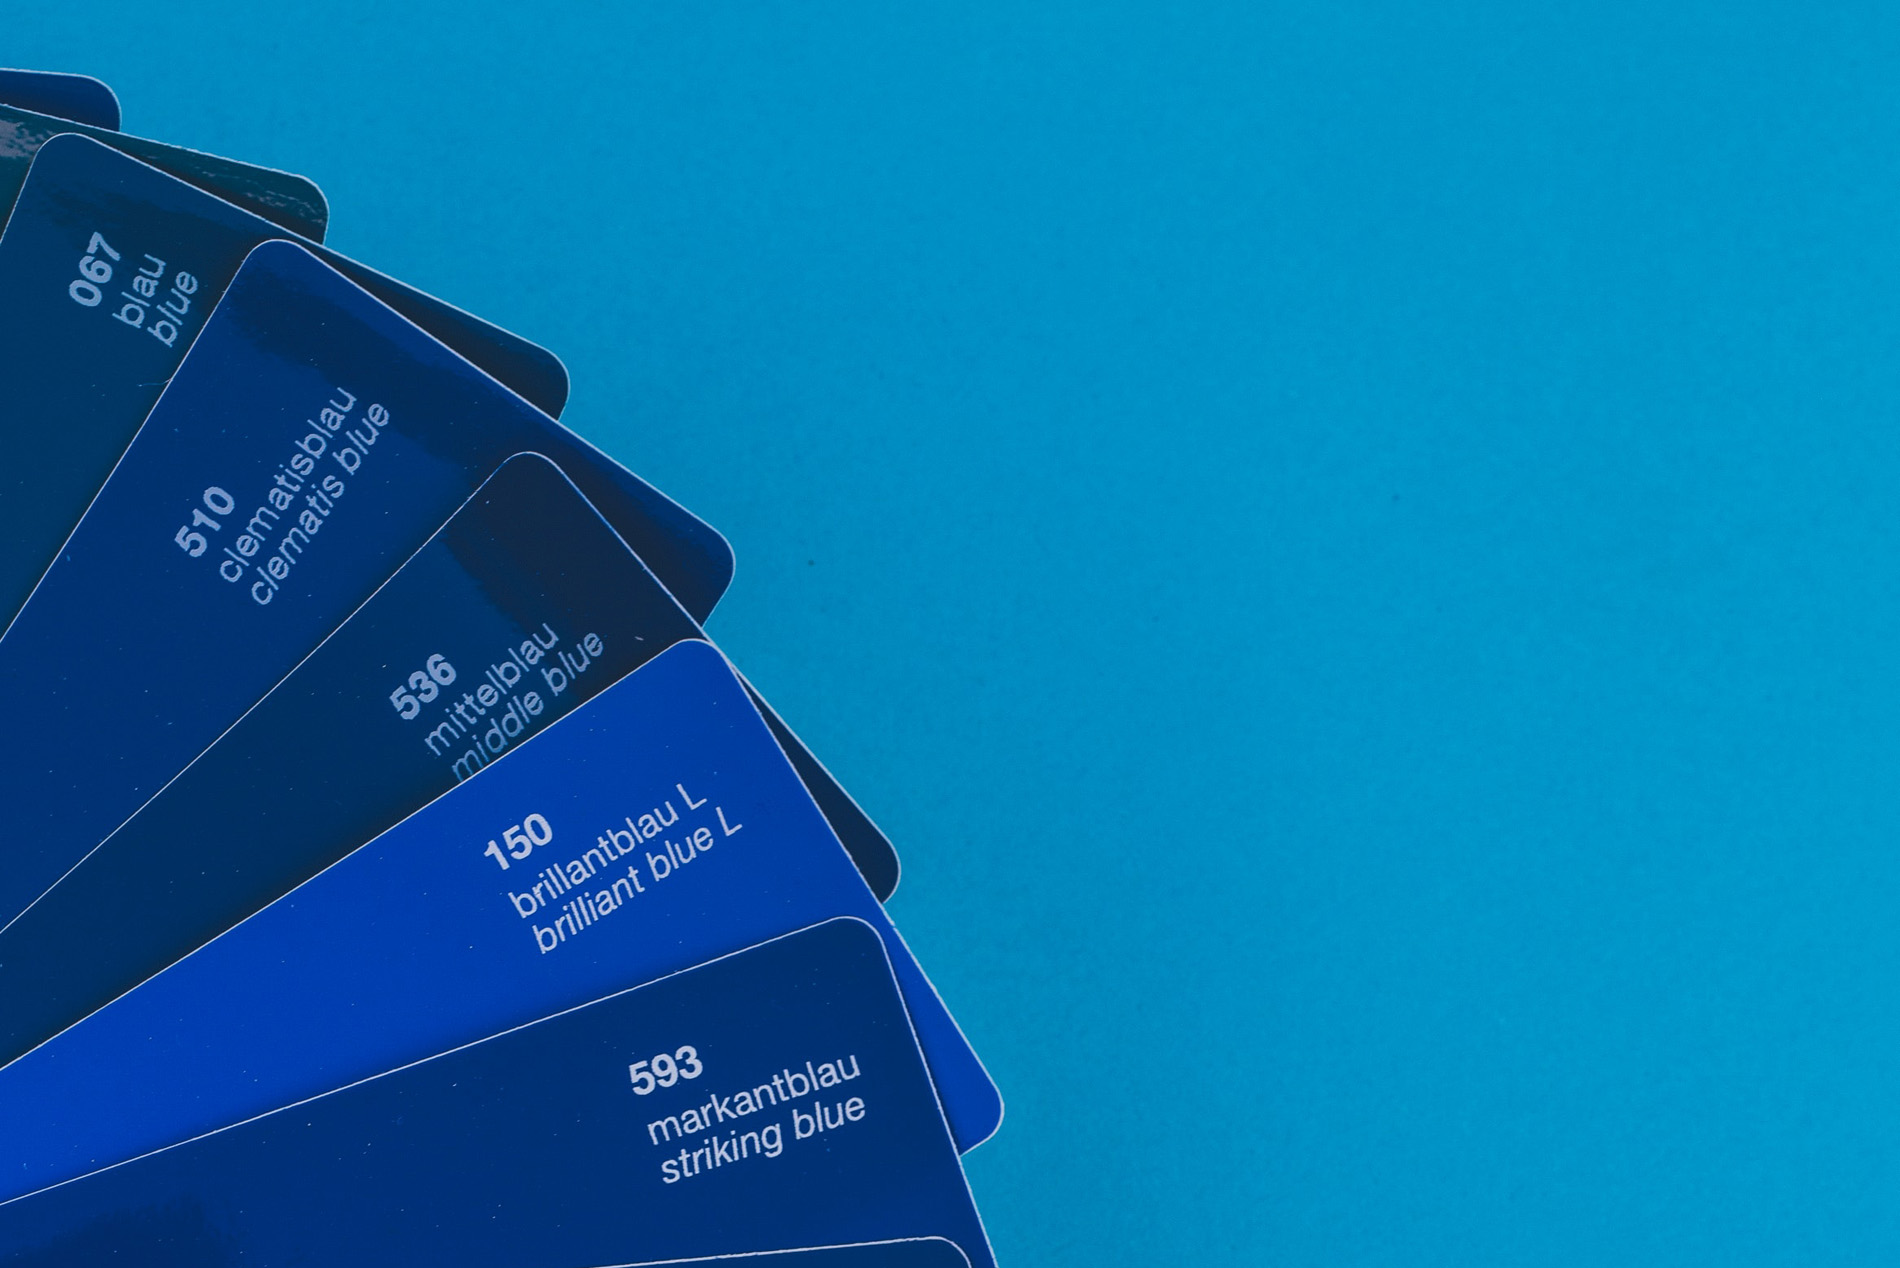 067
blau
blue
510
clematisblau
clematis blue
536
mittelblau
middle blue
150
brillantblau L
brilliant blue L
593
markantblau
striking blue